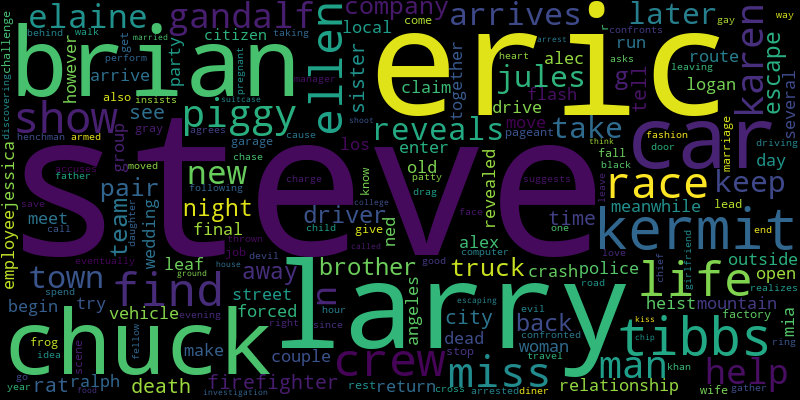 elaine
gandalf
company
arrives
later
way
brian
eric
ellen
karen
come
gay
walk
behind
married
taking
citizen
local
sister
together
confronts
arrest
heart
asks
run
route
escape
several
challenge
discovering
however
get
perform
party
pregnant
manager
arrive
also
insists
suitcase
agrees
jules
alec
gi
tell
logan
show
see
piggy
claim
flash
drive
move
pageant
car
henchman
armed
gray
garage
cause
shoot
reveals
take
fashion
marriage
driving
group
chase
los
enter
fall
think
black
door
day
steve
accuses
father
moved
following
new
charge
know
old
patty
drag
suggests
leave
race
keep
employee
jessica
pair
night
driver
ned
revealed
time
meanwhile
lead
save
call
meet
daughter
team
wedding
final
college
child
give
called
face
alex
one
kermit
end
eventually
thrown
job
devil
computer
love
chief
girlfriend
outside
realizes
town
leaf
away
brother
good
truck
crash
police
life
open
spend
ground
house
find
n
angeles
road
heist
mountain
begin
try
street
evening
hour
evil
escaping
factory
vehicle
forced
larry
city
back
kiss
ring
mia
chuck
right
since
confronted
tibbs
frog
fellow
idea
scene
make
couple
dead
woman
travel
chip
stop
crew
miss
man
khan
help
go
year
rat
ralph
food
death
firefighter
investigation
rest
return
cross
arrested
diner
relationship
wife
gather